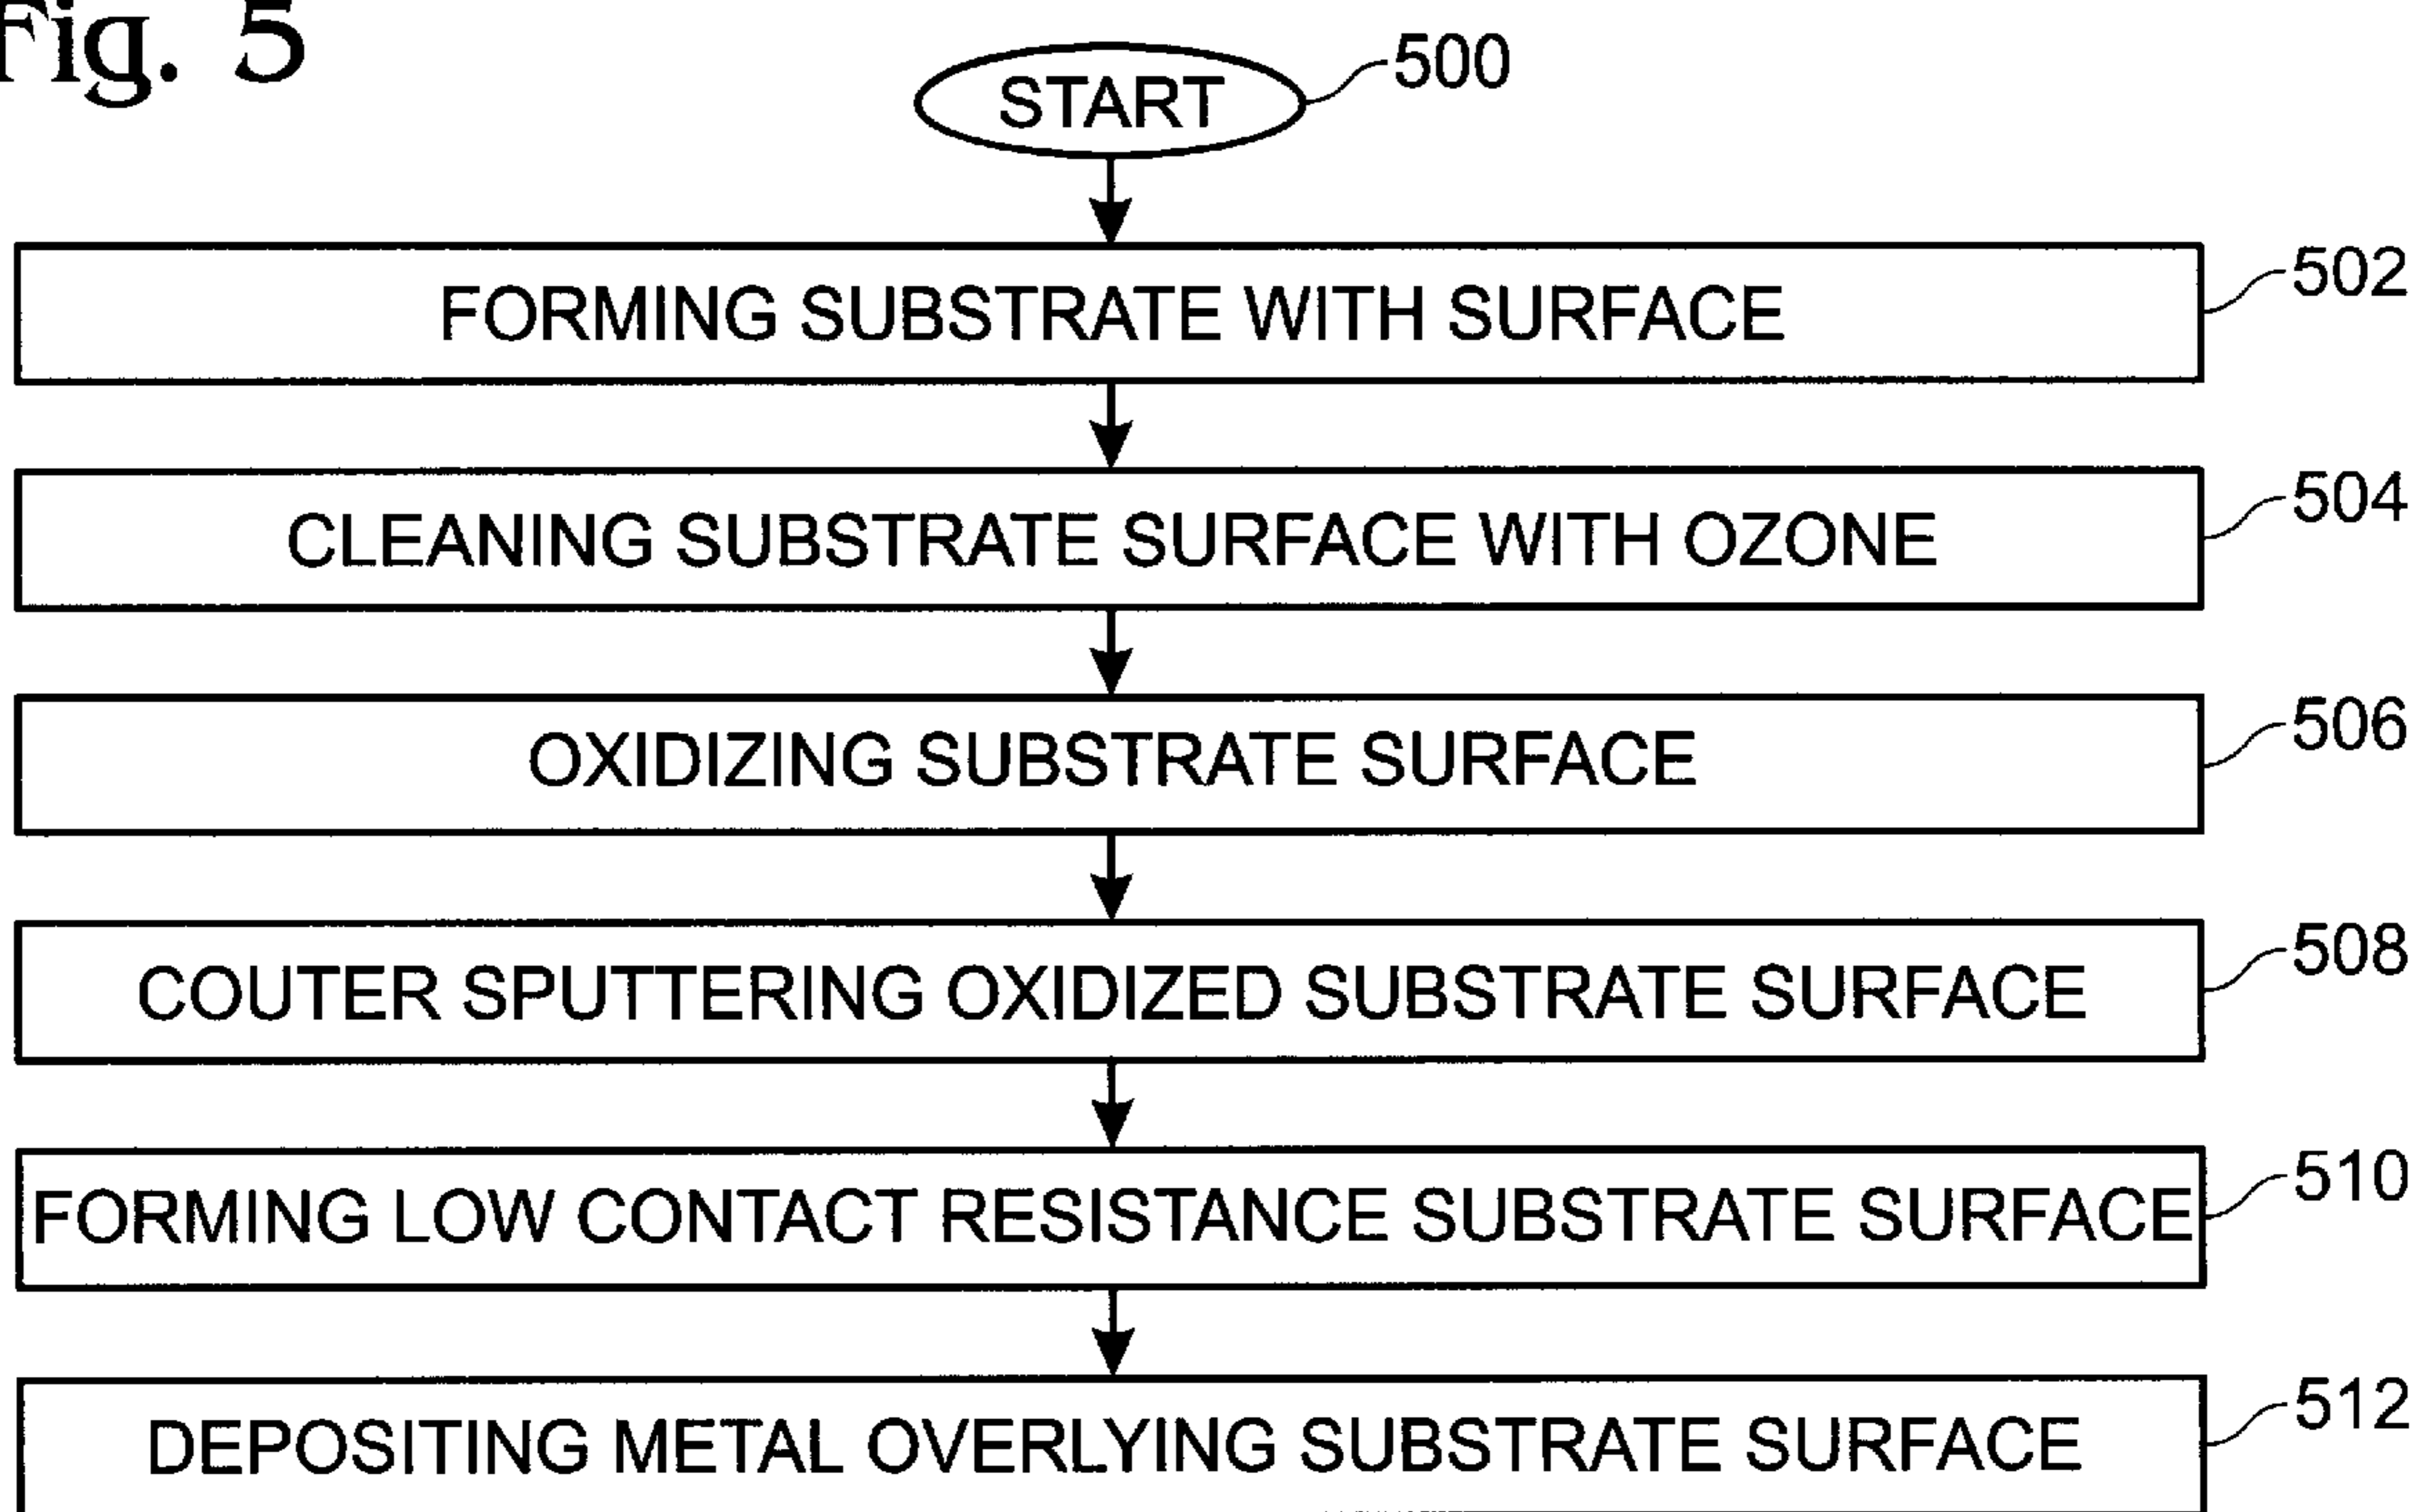 Fig. 5
START 500
FORMING SUBSTRATE WITH SURFACE 502
CLEANING SUBSTRATE SURFACE WITH OZONE 504
OXIDIZING SUBSTRATE SURFACE 506
COUTER SPUTTERING OXIDIZED SUBSTRATE SURFACE 508
FORMING LOW CONTACT RESISTANCE SUBSTRATE SURFACE 510
DEPOSITING METAL OVERLYING SUBSTRATE SURFACE 512